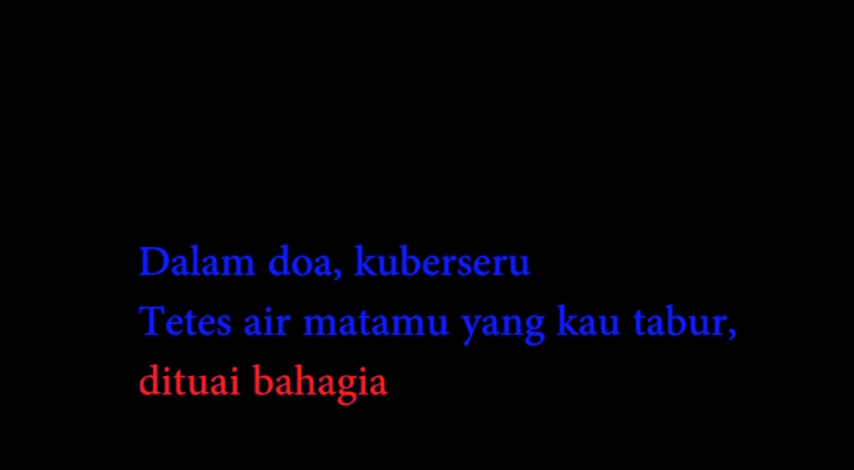 Dalam doa, kuberseru
Tetes air matamu yang kau tabur,
dituai bahagia